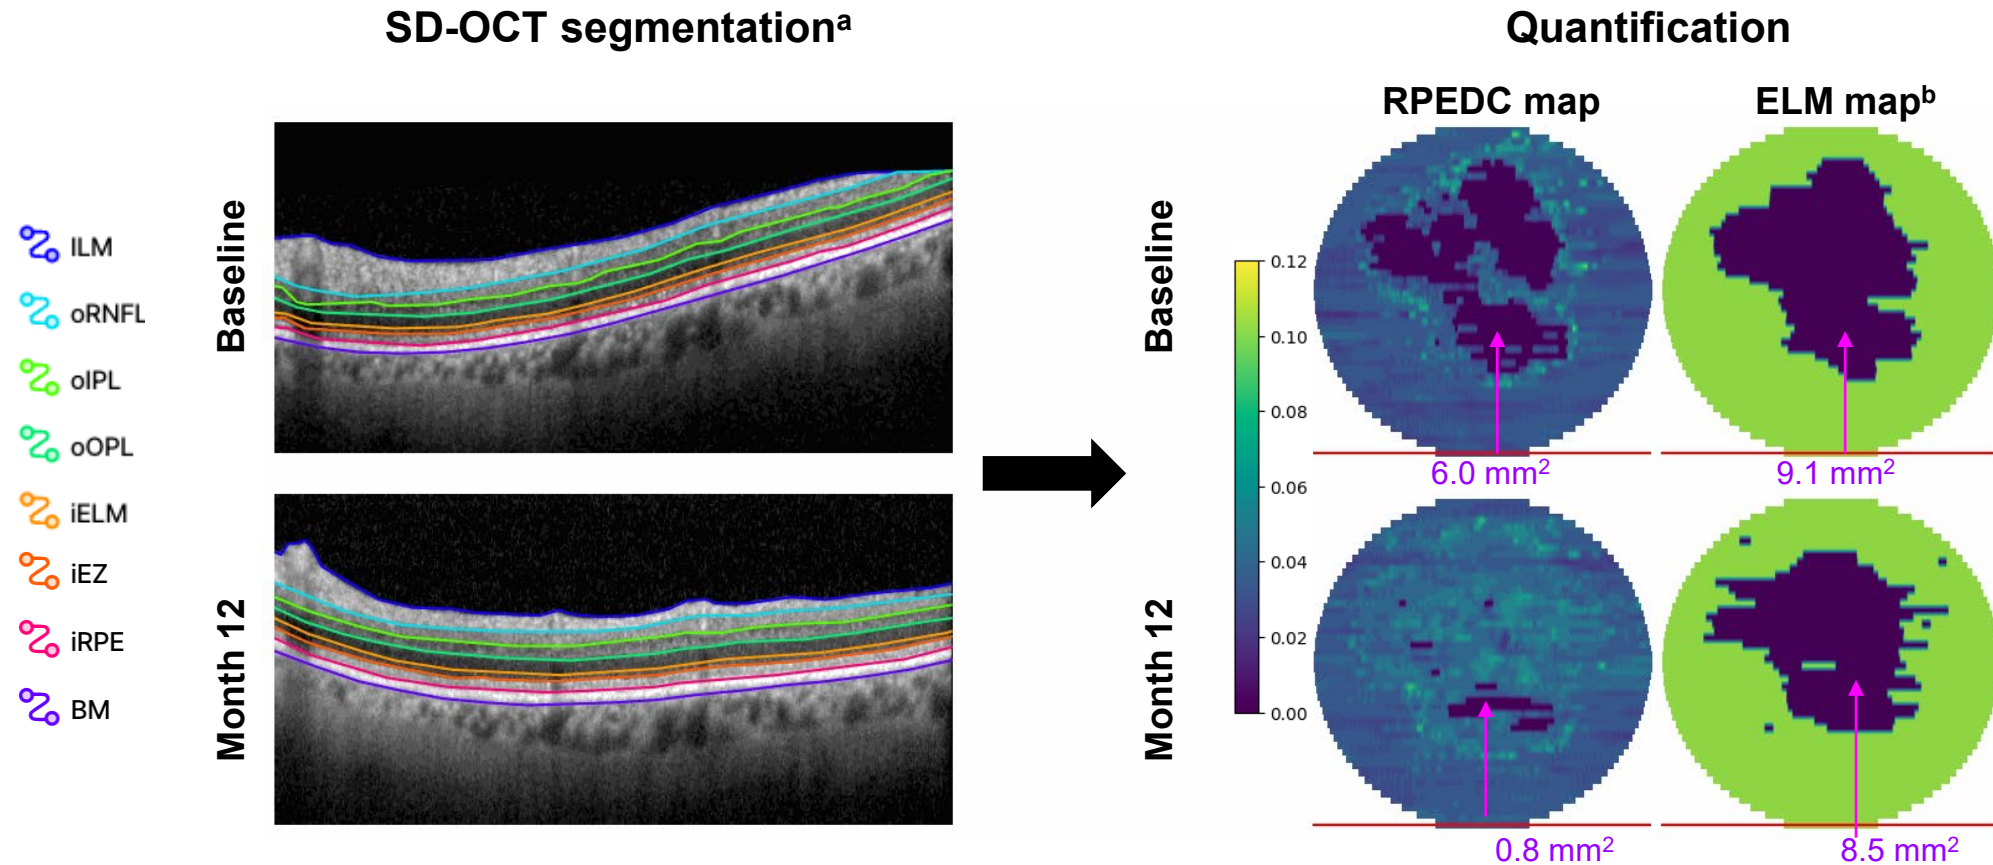 SD-OCT segmentationᵃ
Quantification
RPEDC map
ELM mapᵇ
Baseline
Month 12
ILM
oRNFL
oIPL
oOPL
iELM
iEZ
iRPE
BM
Baseline
Month 12
0.12
0.10
0.08
0.06
0.04
0.02
0.00
6.0 mm²
9.1 mm²
0.8 mm²
8.5 mm²